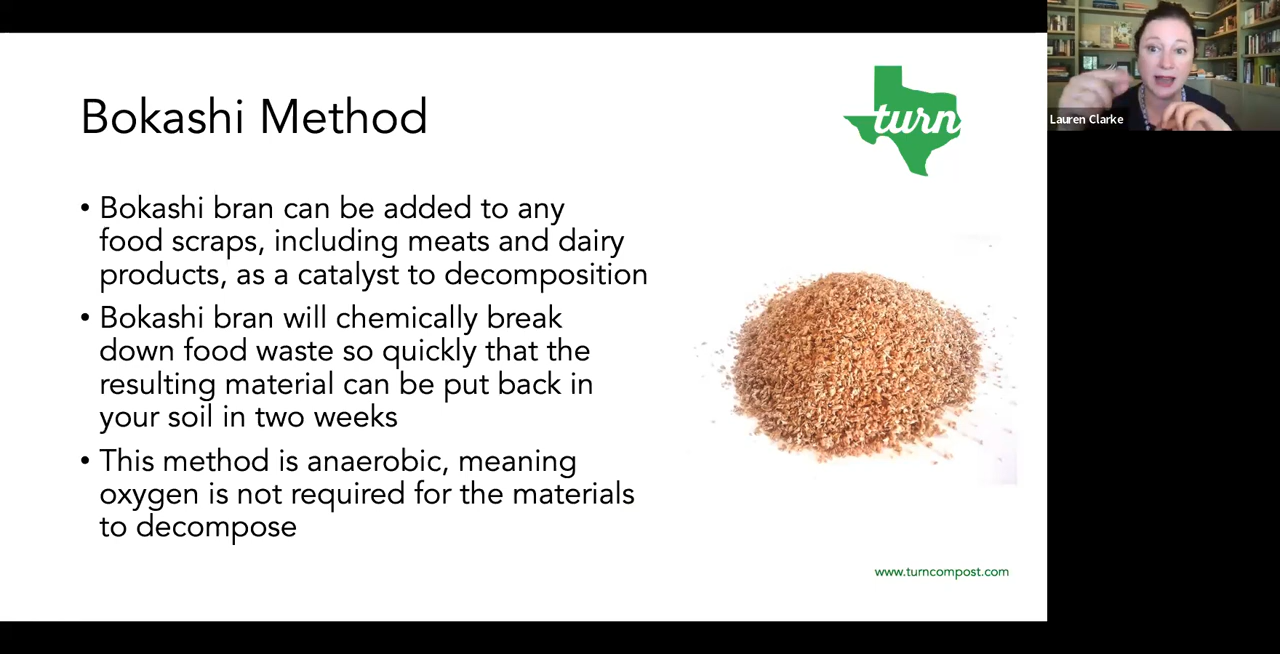 Bokashi Method
turn
• Bokashi bran can be added to any
food scraps, including meats and dairy
products, as a catalyst to decomposition
• Bokashi bran will chemically break
down food waste so quickly that the
resulting material can be put back in
your soil in two weeks
• This method is anaerobic, meaning
oxygen is not required for the materials
to decompose
www.turncompost.com
Lauren Clarke